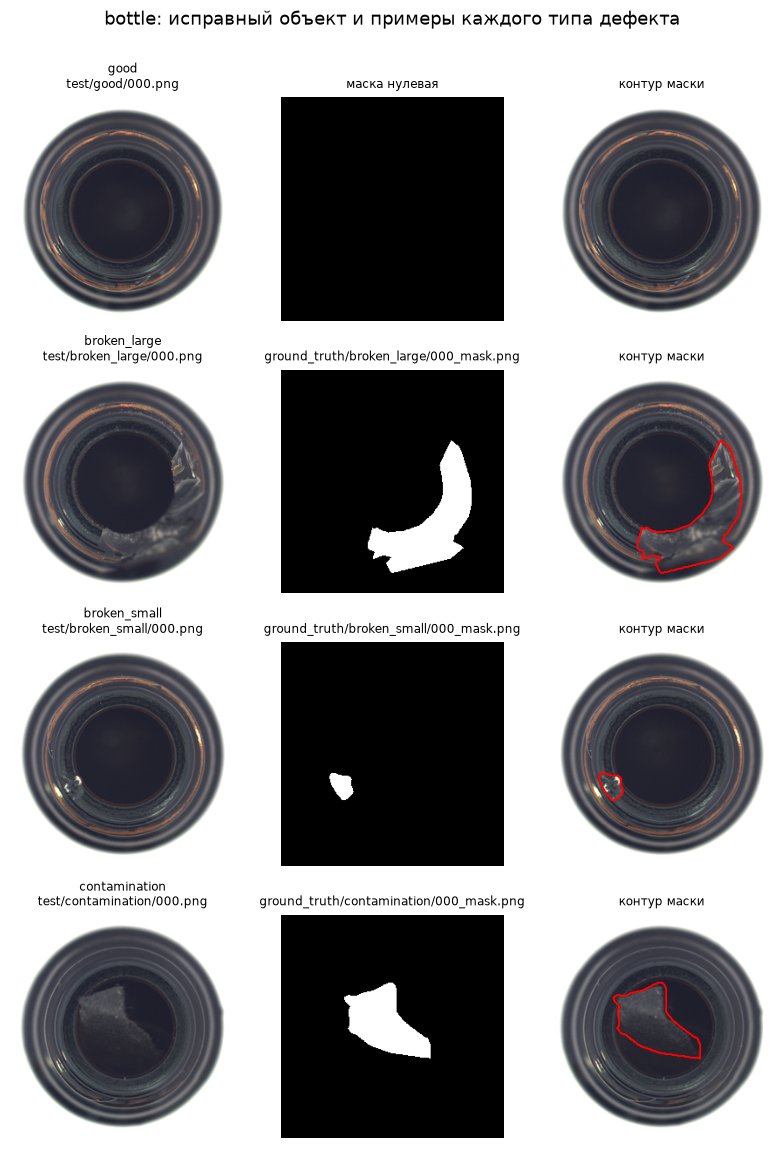 bottle: исправный объект и примеры каждого типа дефекта
good
test/good/000.png
маска нулевая
контур маски
broken_large
test/broken_large/000.png
ground_truth/broken_large/000_mask.png
контур маски
broken_small
test/broken_small/000.png
ground_truth/broken_small/000_mask.png
контур маски
contamination
test/contamination/000.png
ground_truth/contamination/000_mask.png
контур маски